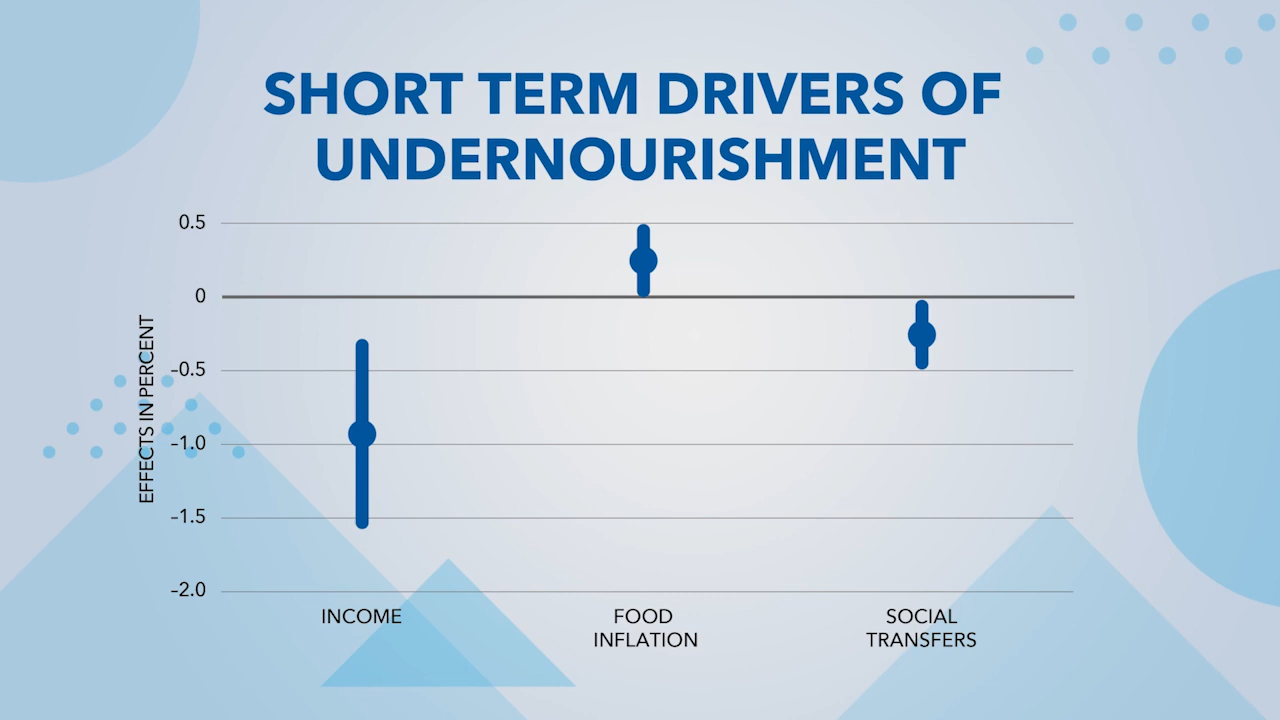 SHORT TERM DRIVERS OF
UNDERNOURISHMENT
EFFECTS IN PERCENT
0.5
0
-0.5
-1.0
-1.5
-2.0
INCOME
FOOD
INFLATION
SOCIAL
TRANSFERS